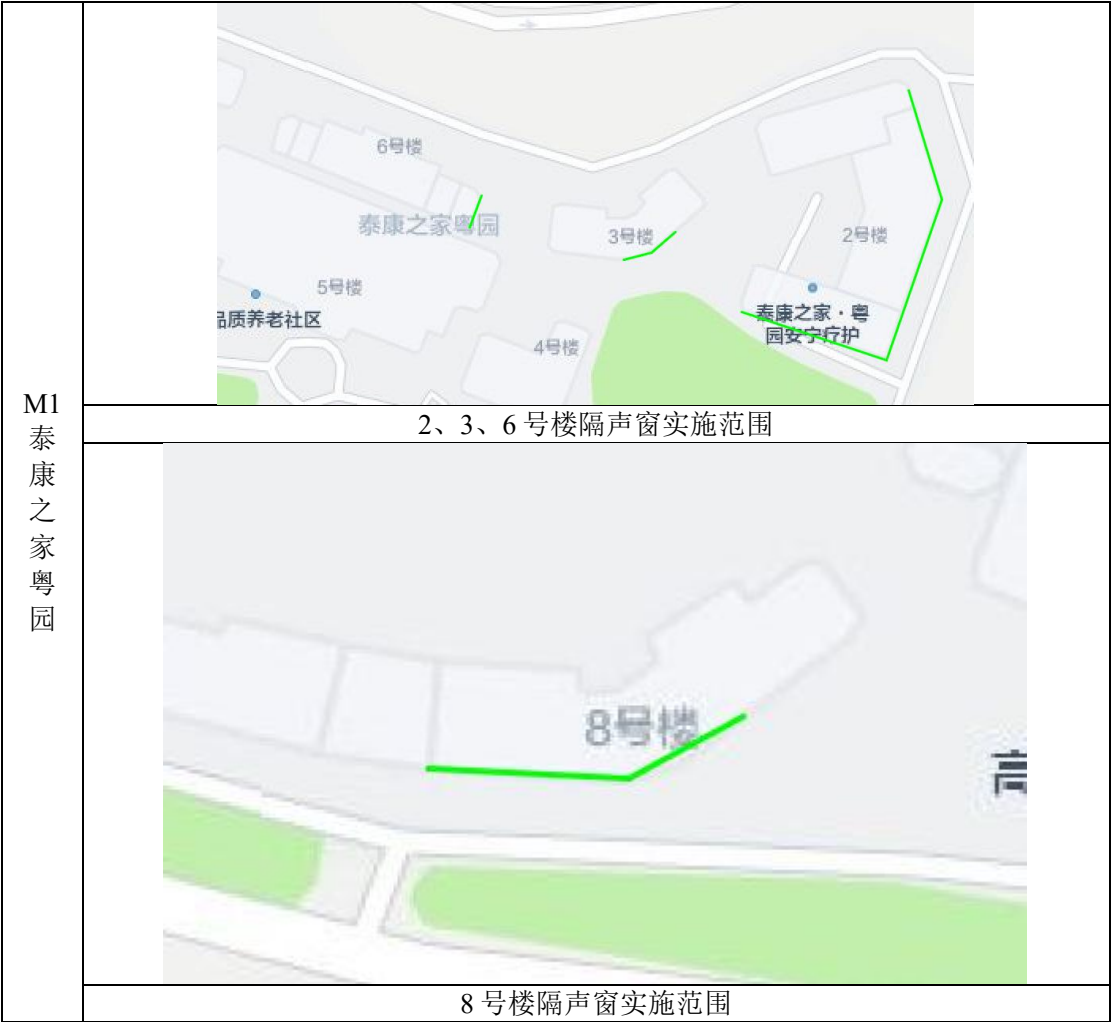 M1
泰
康
之
家
粤
园
6号楼
泰康之家粤园
3号楼
2号楼
5号楼
品质养老社区
泰康之家·粤
园安宁疗护
4号楼
2、3、6 号楼隔声窗实施范围
8号楼
高
8 号楼隔声窗实施范围